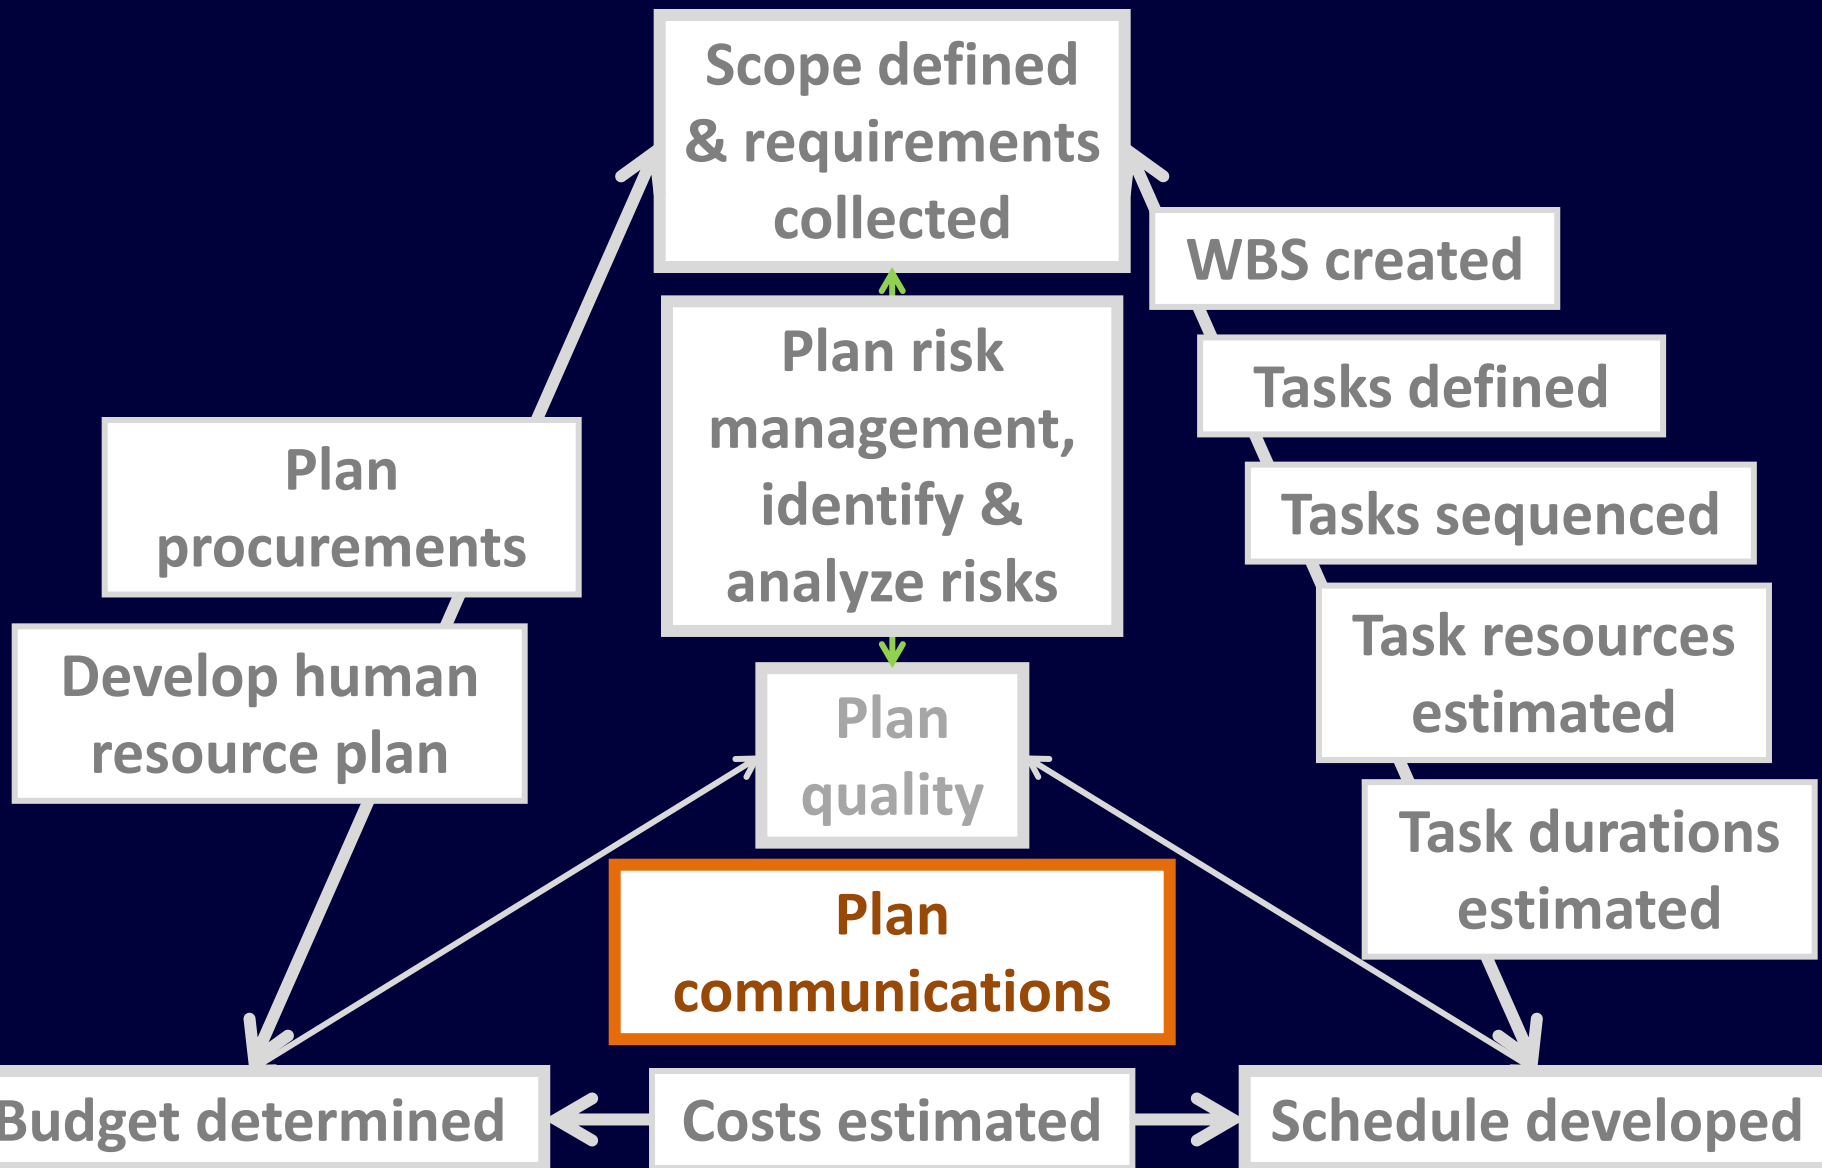 Scope defined
& requirements
collected
WBS created
Plan risk
management,
identify &
analyze risks
Tasks defined
Plan
procurements
Tasks sequenced
Develop human
resource plan
Task resources
estimated
Plan
quality
Task durations
estimated
Plan
communications
Budget determined
Costs estimated
Schedule developed